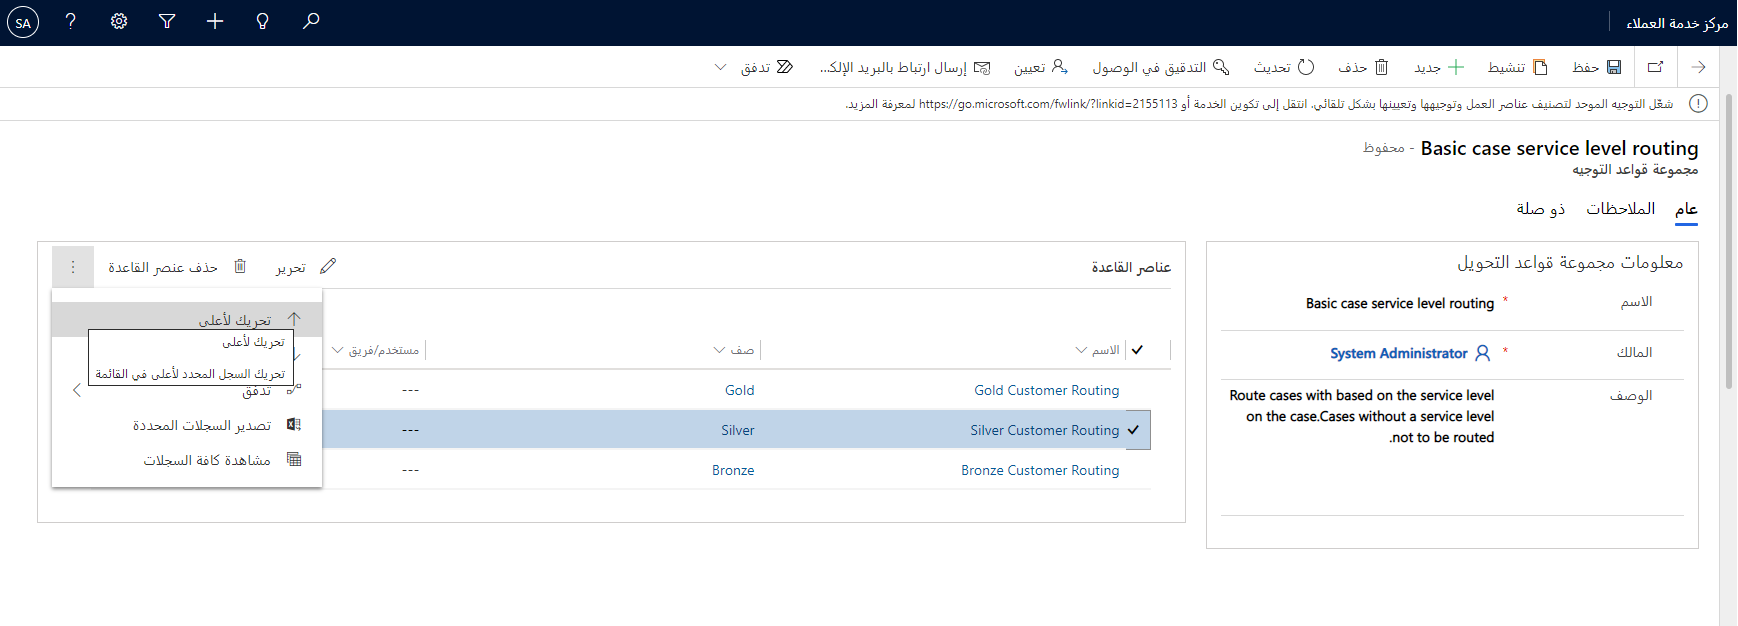 مركز خدمة العملاء
SA
حفظ
تنشيط
جديد
حذف
تحديث
التدقيق في الوصول
تعيين
إرسال ارتباط بالبريد الإلك...
تدفق
شغّل التوجيه الموحد لتصنيف عناصر العمل وتوجيهها وتعيينها بشكل تلقائي. انتقل إلى تكوين الخدمة أو https://go.microsoft.com/fwlink/?linkid=2155113 لمعرفة المزيد.
Basic case service level routing - محفوظ
مجموعة قواعد التوجيه
عام
الملاحظات
ذو صلة
معلومات مجموعة قواعد التحويل
الاسم * Basic case service level routing
المالك * System Administrator
الوصف
Route cases with based on the service level
on the case.Cases without a service level
.not to be routed
عناصر القاعدة
تحرير
حذف عنصر القاعدة
الاسم
صف
مستخدم/فريق
Gold Customer Routing
Gold
---
Silver Customer Routing
Silver
---
Bronze Customer Routing
Bronze
---
تحريك لأعلى
تحريك لأعلى
تحريك السجل المحدد لأعلى في القائمة
تدفق
تصدير السجلات المحددة
مشاهدة كافة السجلات